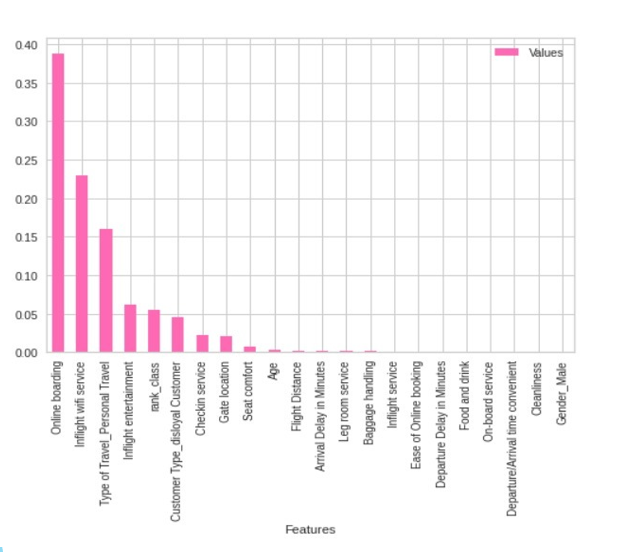 0.40
0.35
0.30
0.25
0.20
0.15
0.10
0.05
0.00
Values
Online boarding
Inflight wifi service
Type of Travel_Personal Travel
Inflight entertainment
rank_class
Customer Type_disloyal Customer
Checkin service
Gate location
Seat comfort
Age
Flight Distance
Arrival Delay in Minutes
Leg room service
Baggage handling
Inflight service
Ease of Online booking
Departure Delay in Minutes
Food and drink
On-board service
Departure/Arrival time convenient
Cleanliness
Gender_Male
Features